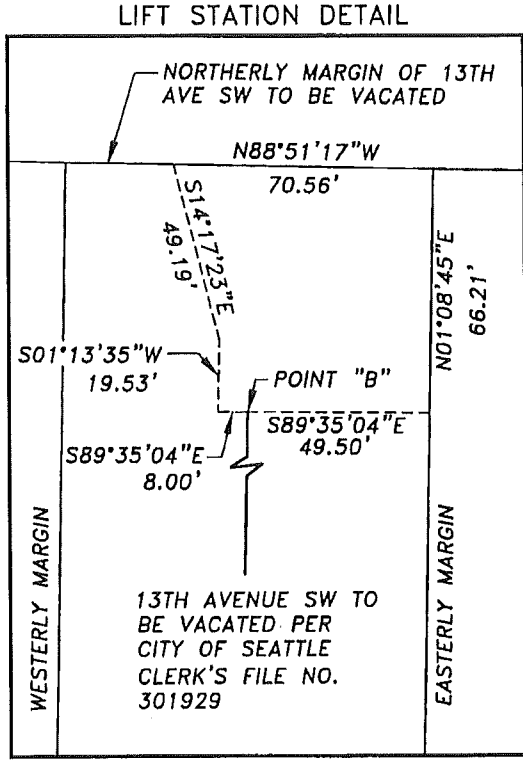 LIFT STATION DETAIL
NORTHERLY MARGIN OF 13TH
AVE SW TO BE VACATED
N88°51'17"W
70.56'
S14°17'23"E
49.19'
N01°08'45"E
66.21'
S01°13'35"W
19.53'
POINT "B"
S89°35'04"E
49.50'
S89°35'04"E
8.00'
13TH AVENUE SW TO
BE VACATED PER
CITY OF SEATTLE
CLERK'S FILE NO.
301929
WESTERLY MARGIN
EASTERLY MARGIN